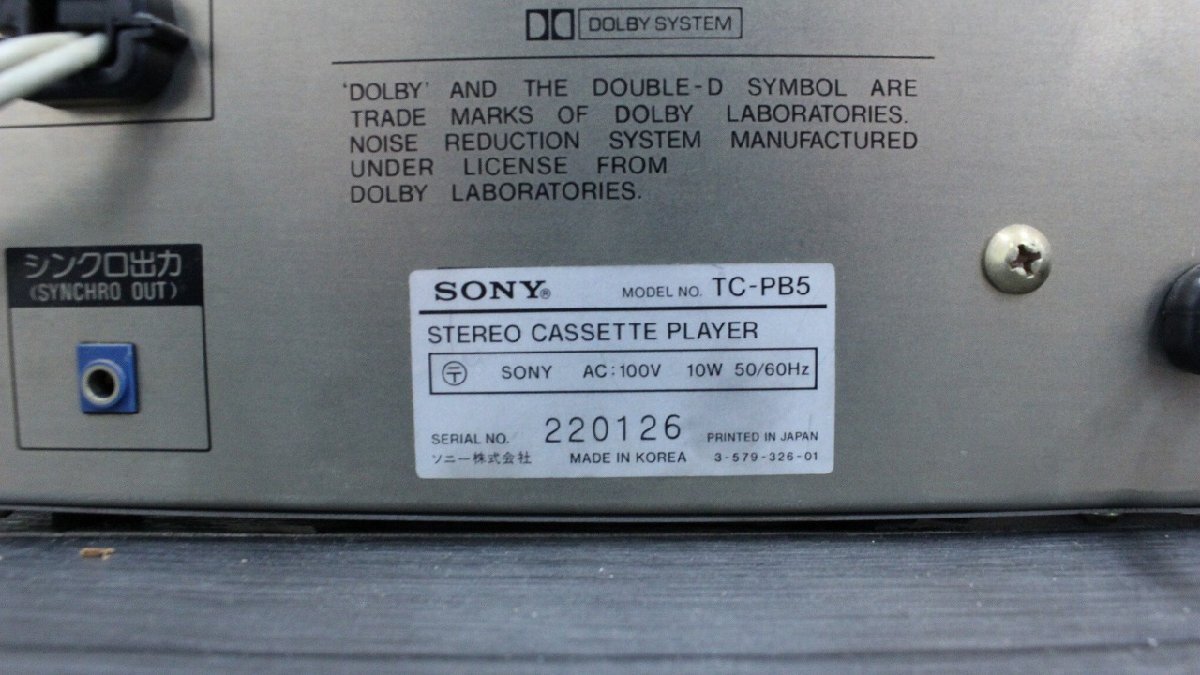 DOLBY SYSTEM
'DOLBY' AND THE DOUBLE-D SYMBOL ARE
TRADE MARKS OF DOLBY LABORATORIES.
NOISE REDUCTION SYSTEM MANUFACTURED
UNDER LICENSE FROM
DOLBY LABORATORIES.
シンクロ出力
(SYNCHRO OUT)
SONY® MODEL NO. TC-PB5
STEREO CASSETTE PLAYER
〒 SONY AC:100V 10W 50/60Hz
SERIAL NO. 220126 PRINTED IN JAPAN
ソニー株式会社 MADE IN KOREA 3-579-326-01